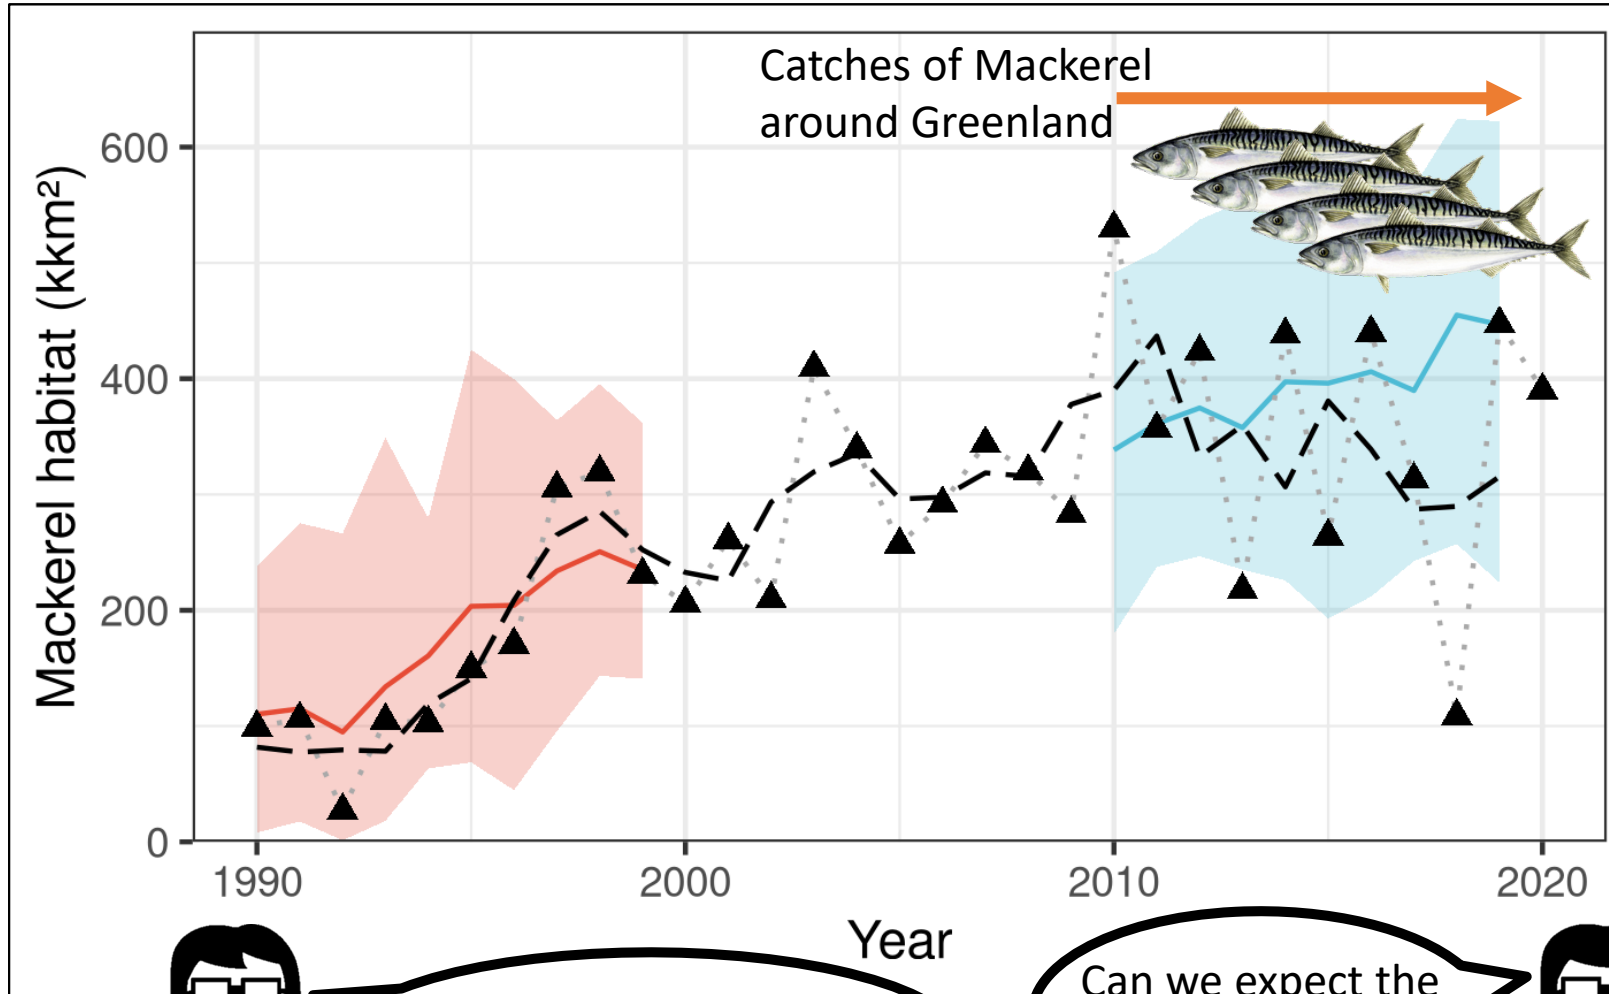 Catches of Mackerel
around Greenland
Mackerel habitat (kkm²)
600
400
200
0
1990
2000
2010
2020
Year
Can we expect the